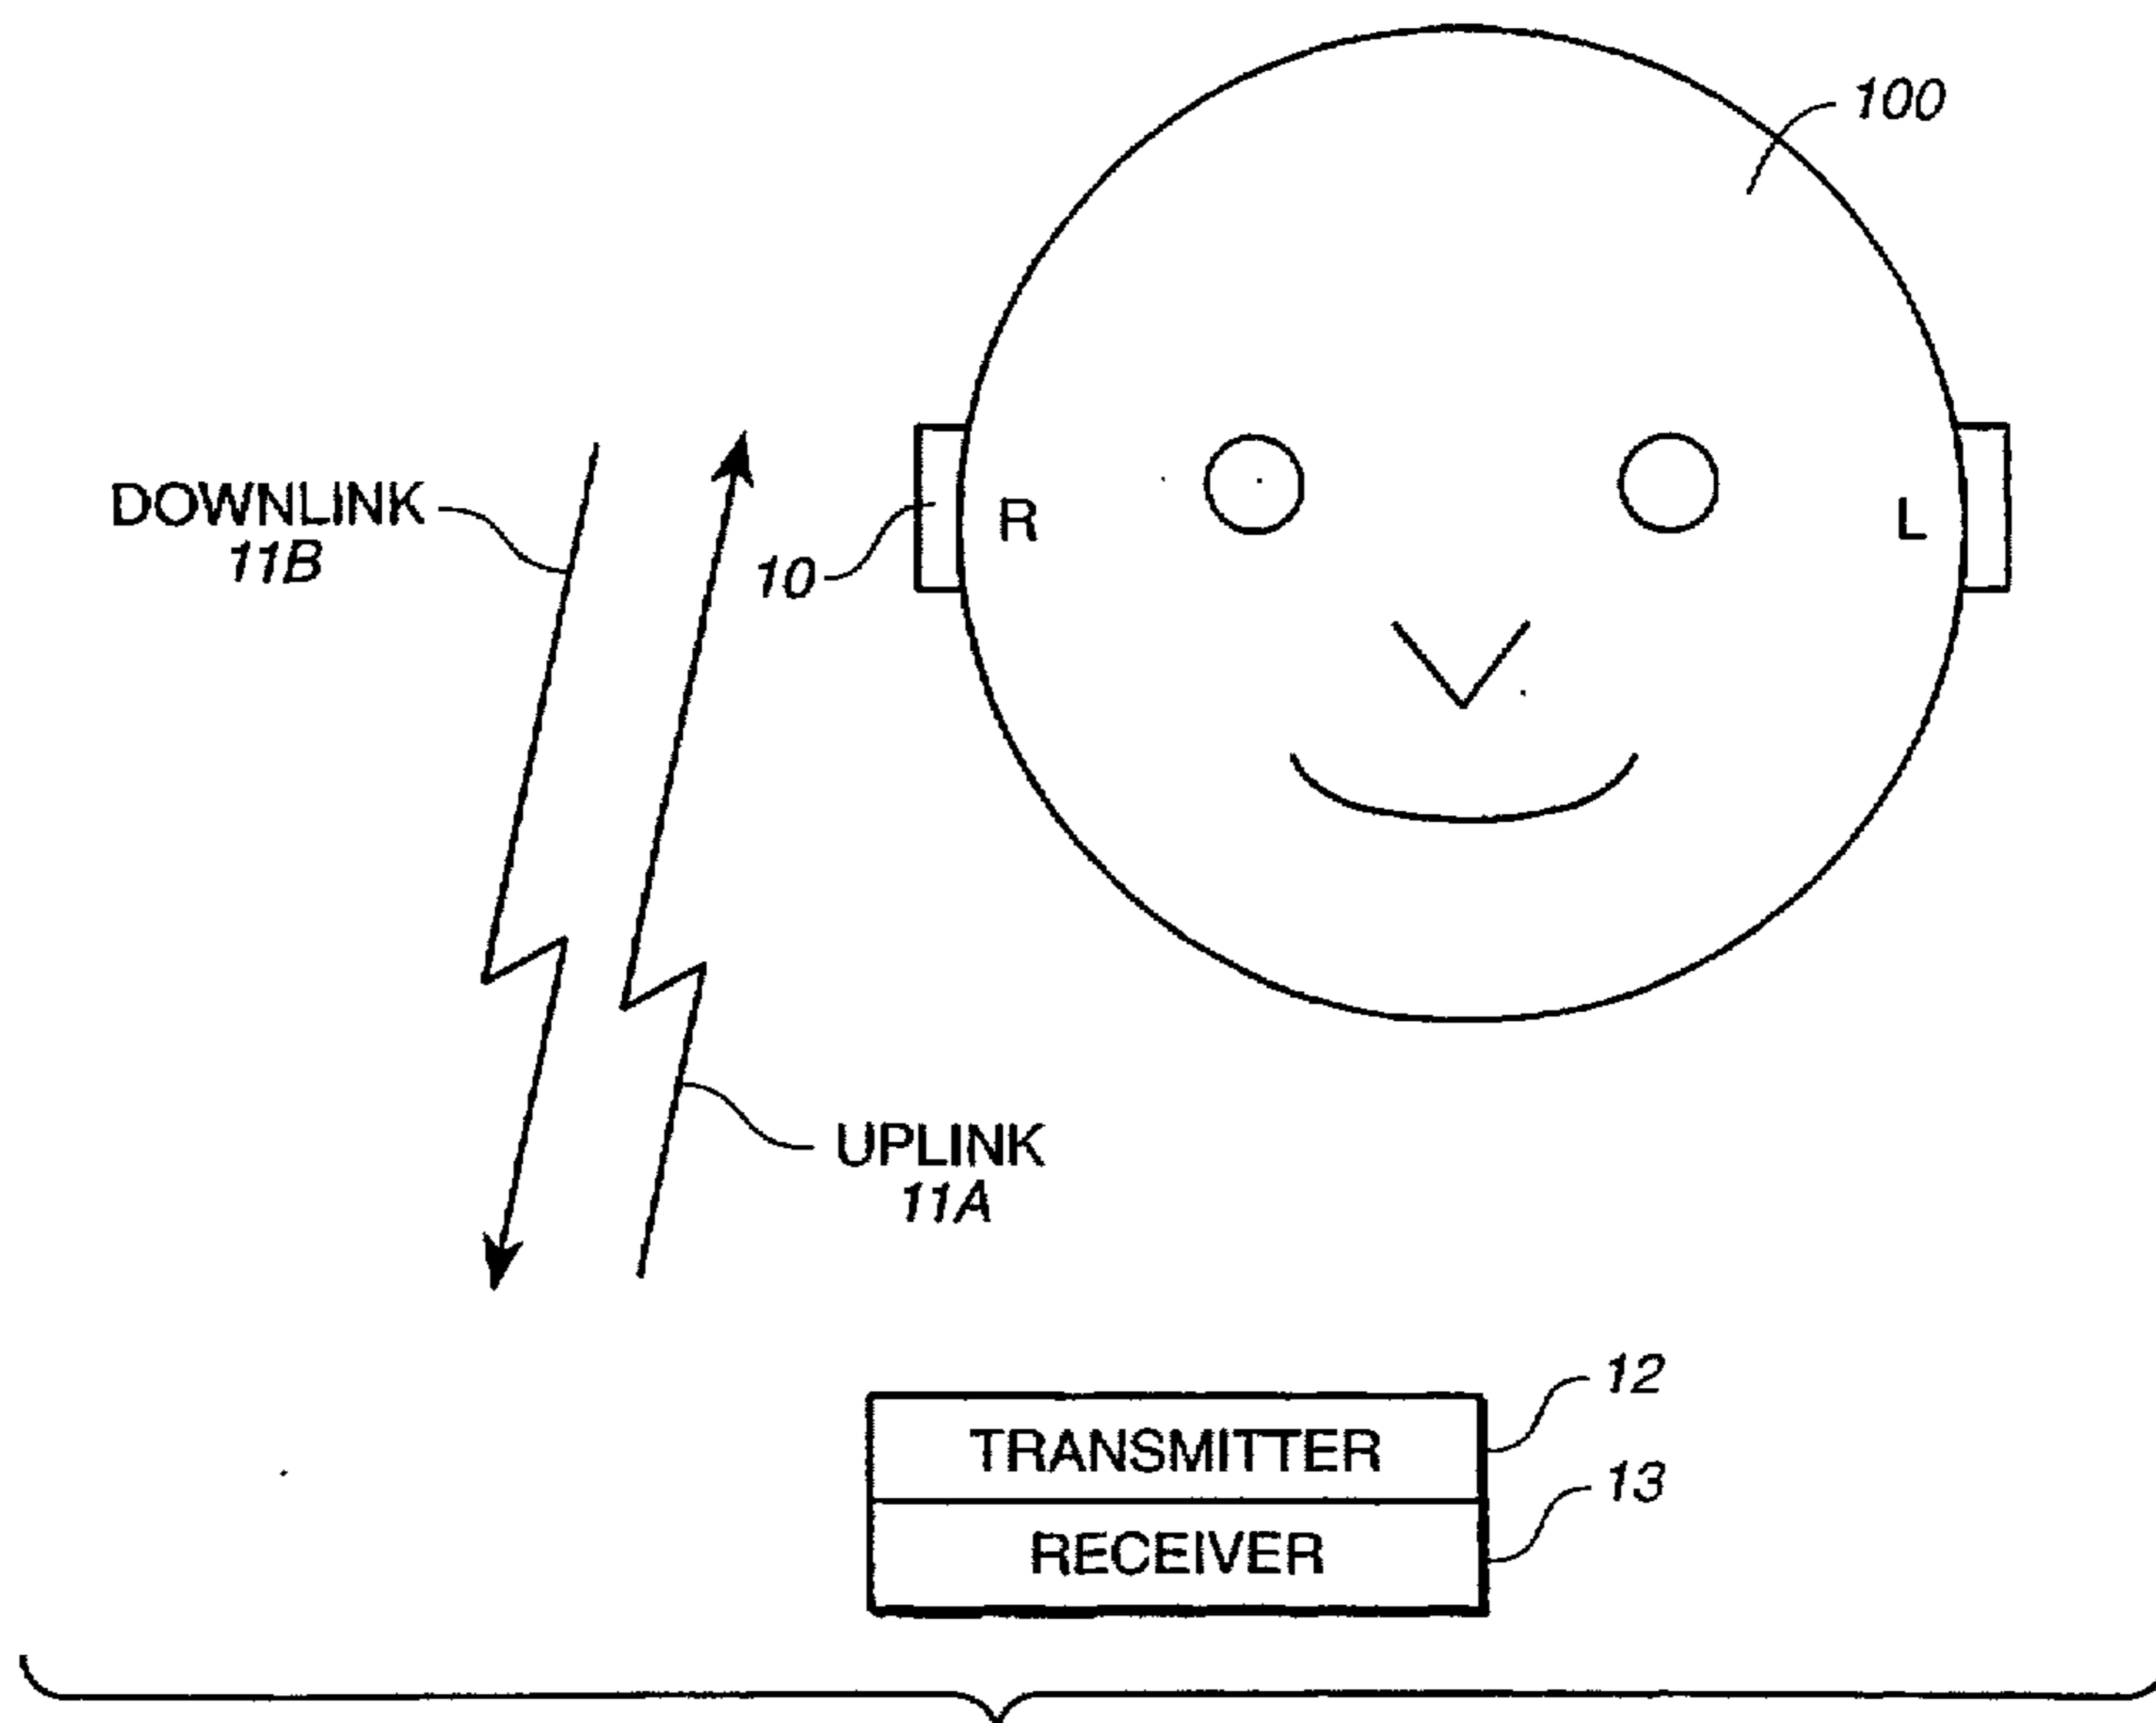 100
DOWNLINK
11B
10
R
L
UPLINK
11A
12
TRANSMITTER
13
RECEIVER